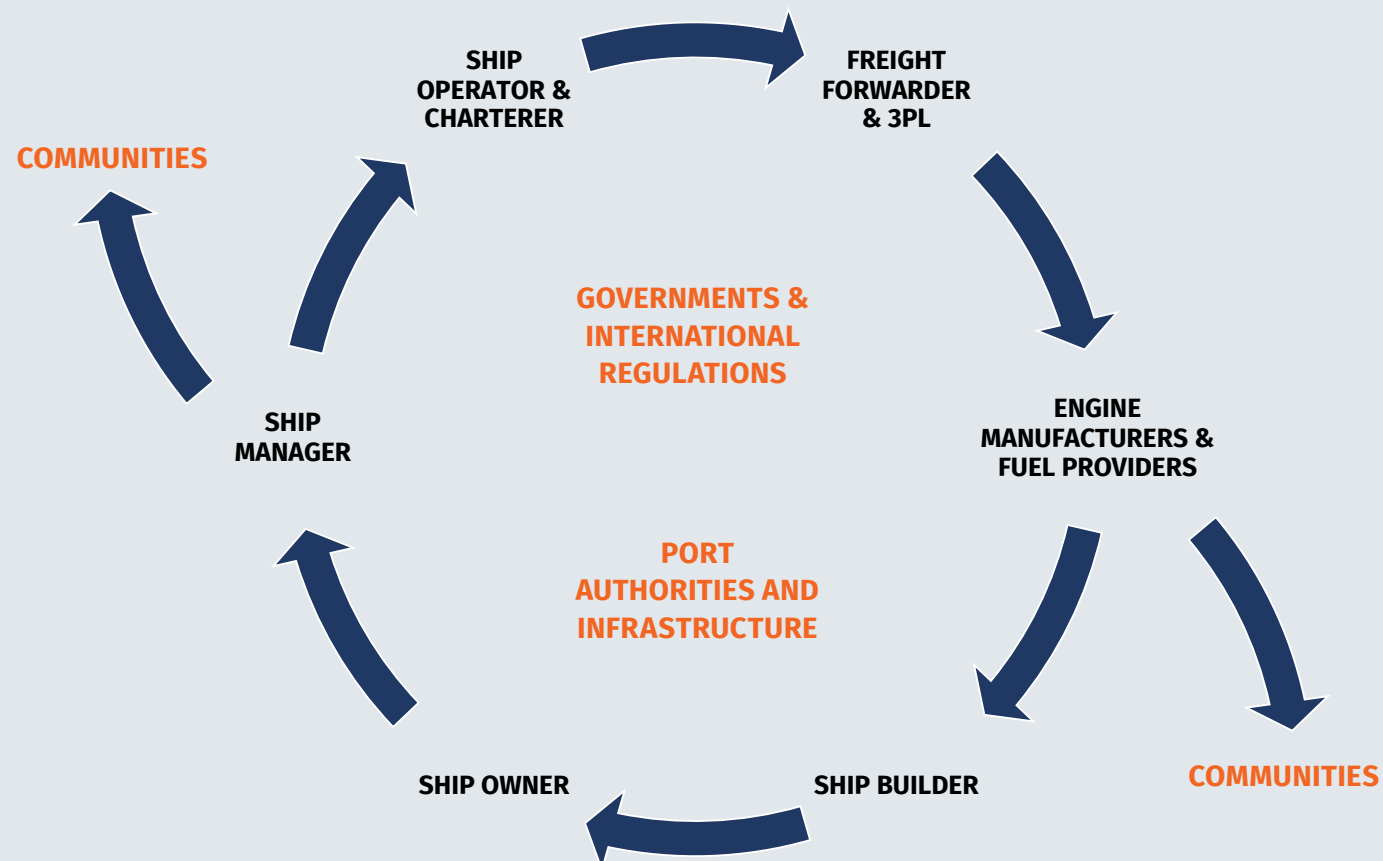 SHIP
OPERATOR &
CHARTERER
FREIGHT
FORWARDER
& 3PL
COMMUNITIES
GOVERNMENTS &
INTERNATIONAL
REGULATIONS
SHIP
MANAGER
ENGINE
MANUFACTURERS &
FUEL PROVIDERS
PORT
AUTHORITIES AND
INFRASTRUCTURE
SHIP OWNER
SHIP BUILDER
COMMUNITIES